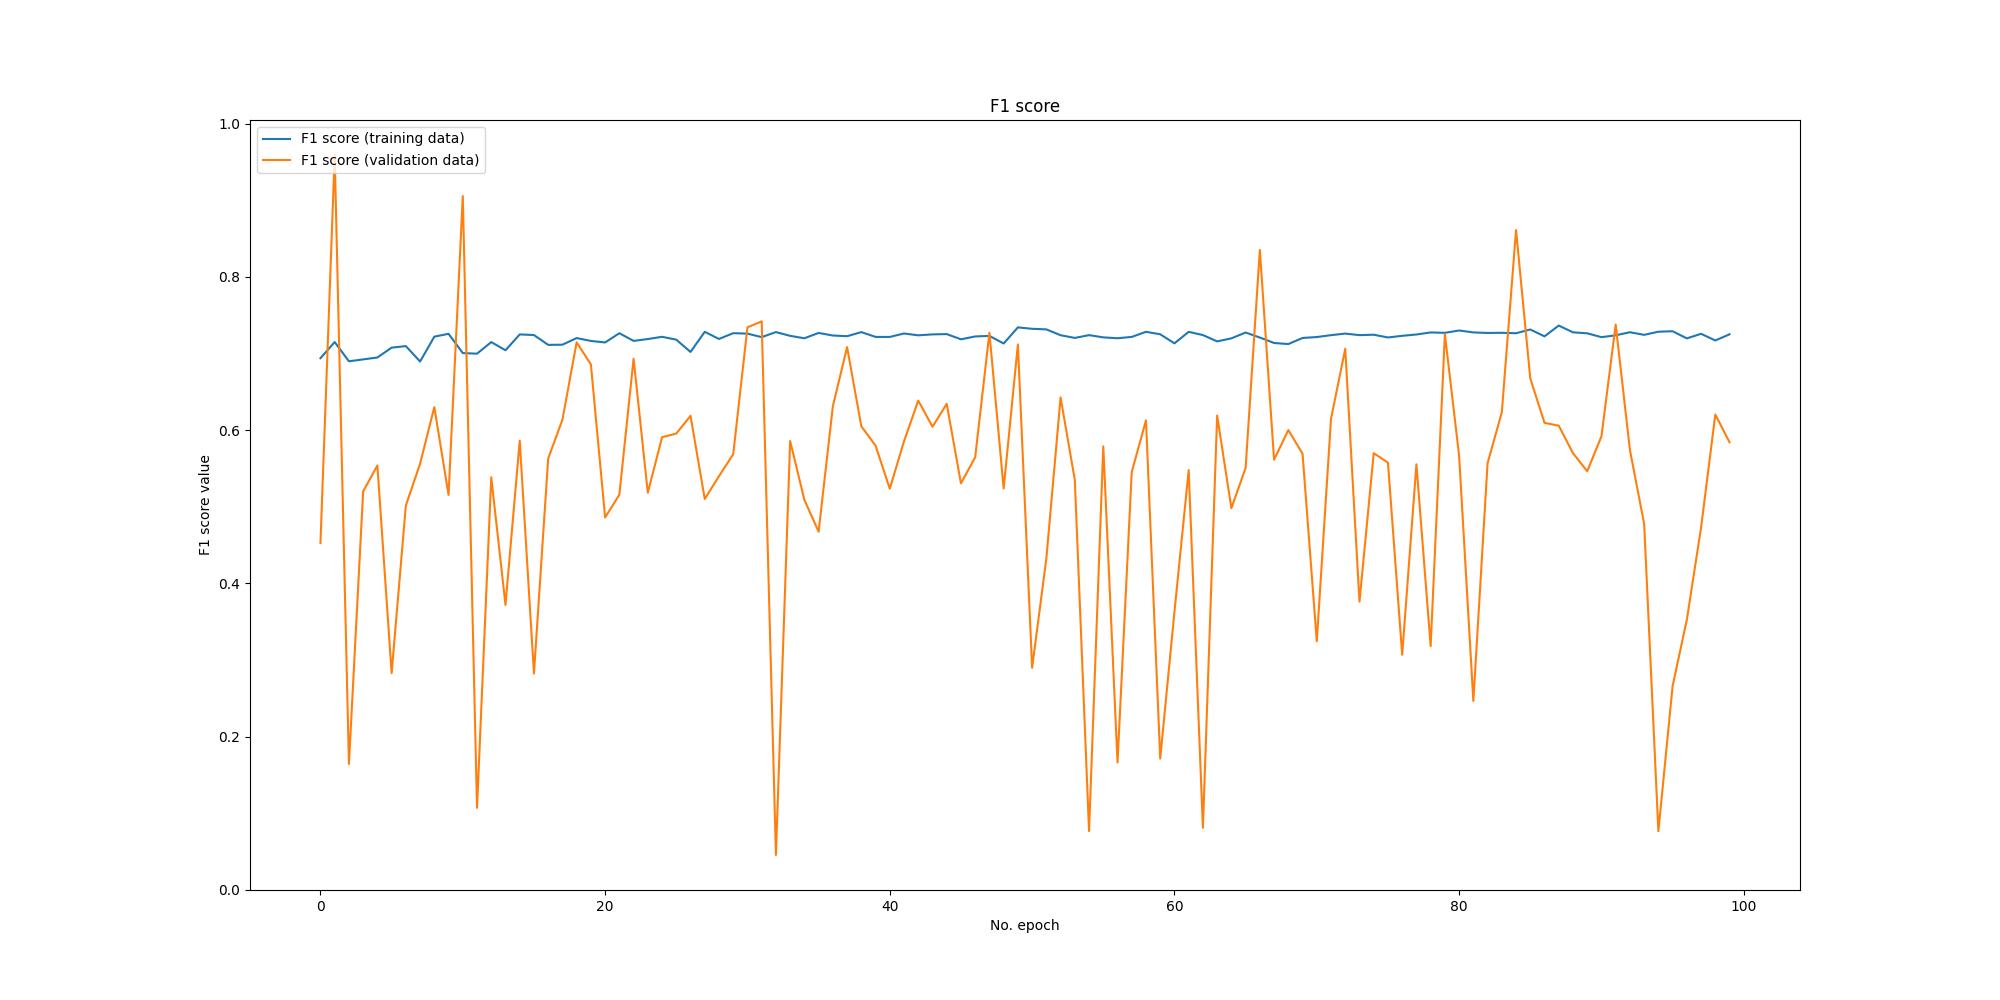 F1 score
F1 score (training data)
F1 score (validation data)
F1 score value
1.0
0.8
0.6
0.4
0.2
0.0
0 20 40 60 80 100
No. epoch